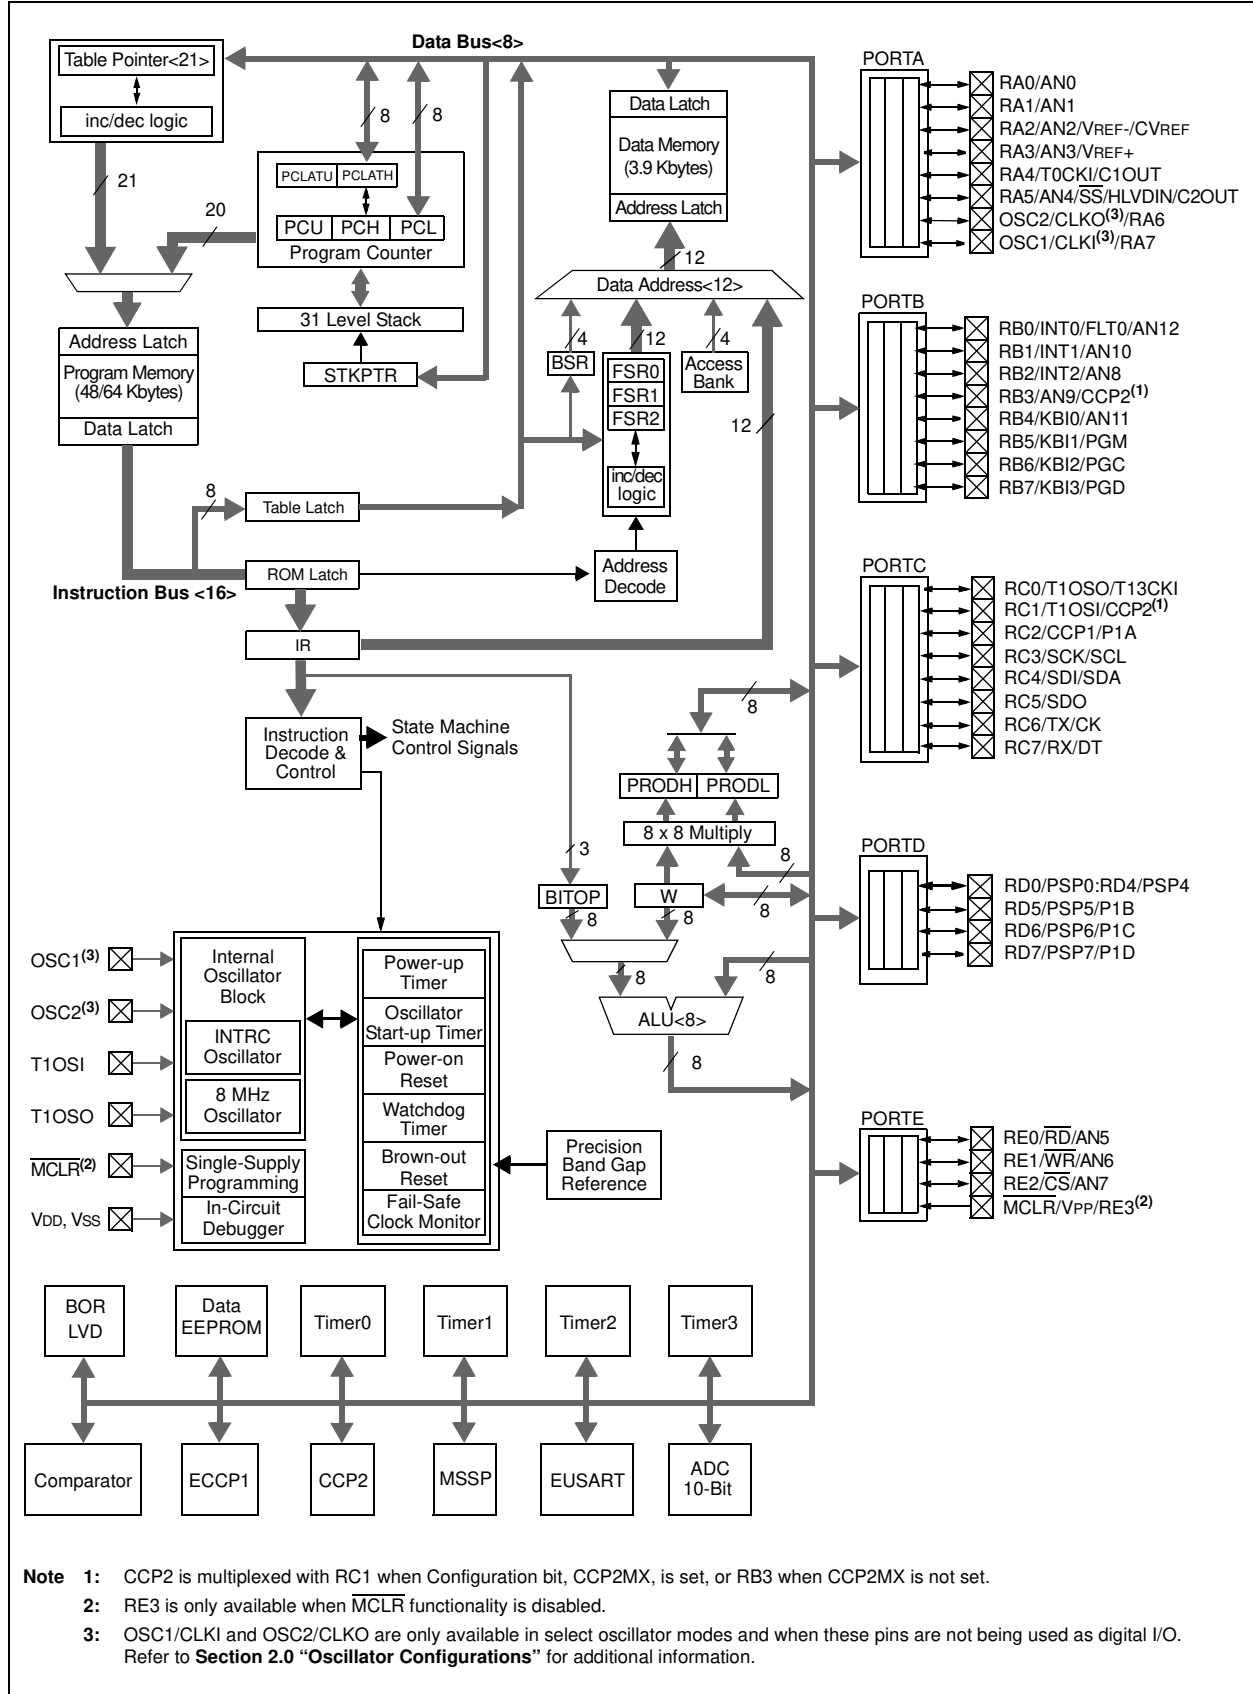 Data Bus<8>
Table Pointer<21>
inc/dec logic
21
20
8
8
PCLATU PCLATH
PCU PCH PCL
Program Counter
31 Level Stack
STKPTR
Address Latch
Program Memory
(48/64 Kbytes)
Data Latch
8
Table Latch
ROM Latch
Instruction Bus <16>
IR
Instruction
Decode &
Control
State Machine
Control Signals
Data Latch
Data Memory
(3.9 Kbytes)
Address Latch
12
Data Address<12>
4
12
4
BSR
FSR0
FSR1
FSR2
inc/dec
logic
Access
Bank
12
Address
Decode
8
PRODH PRODL
8 x 8 Multiply
3
8
BITOP
W
8
8
8
8
8
ALU<8>
8
OSC1(3)
OSC2(3)
T1OSI
T1OSO
MCLR(2)
VDD, VSS
Internal
Oscillator
Block
INTRC
Oscillator
8 MHz
Oscillator
Single-Supply
Programming
In-Circuit
Debugger
Power-up
Timer
Oscillator
Start-up Timer
Power-on
Reset
Watchdog
Timer
Brown-out
Reset
Fail-Safe
Clock Monitor
Precision
Band Gap
Reference
PORTA
RA0/AN0
RA1/AN1
RA2/AN2/VREF-/CVREF
RA3/AN3/VREF+
RA4/T0CKI/C1OUT
RA5/AN4/SS/HLVDIN/C2OUT
OSC2/CLKO(3)/RA6
OSC1/CLKI(3)/RA7
PORTB
RB0/INT0/FLT0/AN12
RB1/INT1/AN10
RB2/INT2/AN8
RB3/AN9/CCP2(1)
RB4/KBI0/AN11
RB5/KBI1/PGM
RB6/KBI2/PGC
RB7/KBI3/PGD
PORTC
RC0/T1OSO/T13CKI
RC1/T1OSI/CCP2(1)
RC2/CCP1/P1A
RC3/SCK/SCL
RC4/SDI/SDA
RC5/SDO
RC6/TX/CK
RC7/RX/DT
PORTD
RD0/PSP0:RD4/PSP4
RD5/PSP5/P1B
RD6/PSP6/P1C
RD7/PSP7/P1D
PORTE
RE0/RD/AN5
RE1/WR/AN6
RE2/CS/AN7
MCLR/VPP/RE3(2)
BOR
LVD
Data
EEPROM
Timer0
Timer1
Timer2
Timer3
Comparator
ECCP1
CCP2
MSSP
EUSART
ADC
10-Bit
Note 1: CCP2 is multiplexed with RC1 when Configuration bit, CCP2MX, is set, or RB3 when CCP2MX is not set.
2: RE3 is only available when MCLR functionality is disabled.
3: OSC1/CLKI and OSC2/CLKO are only available in select oscillator modes and when these pins are not being used as digital I/O.
Refer to Section 2.0 “Oscillator Configurations” for additional information.